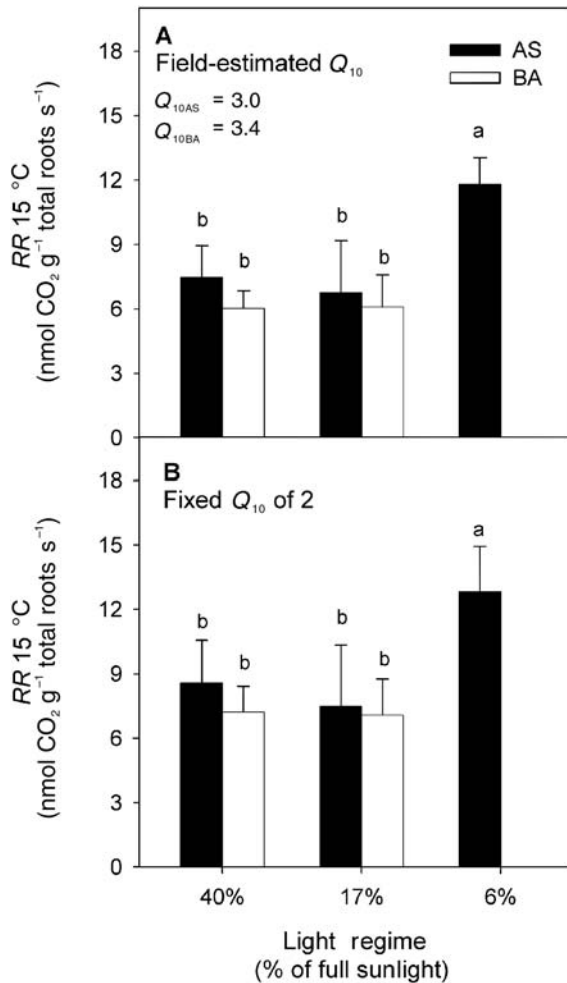 A
Field-estimated Q₁₀
Q₁₀AS = 3.0
Q₁₀BA = 3.4
AS
BA
18
15
12
9
6
3
0
RR 15 °C
(nmol CO₂ g⁻¹ total roots s⁻¹)
b
b
b
b
a
B
Fixed Q₁₀ of 2
18
15
12
9
6
3
0
RR 15 °C
(nmol CO₂ g⁻¹ total roots s⁻¹)
b
b
b
b
a
40% 17% 6%
Light regime
(% of full sunlight)